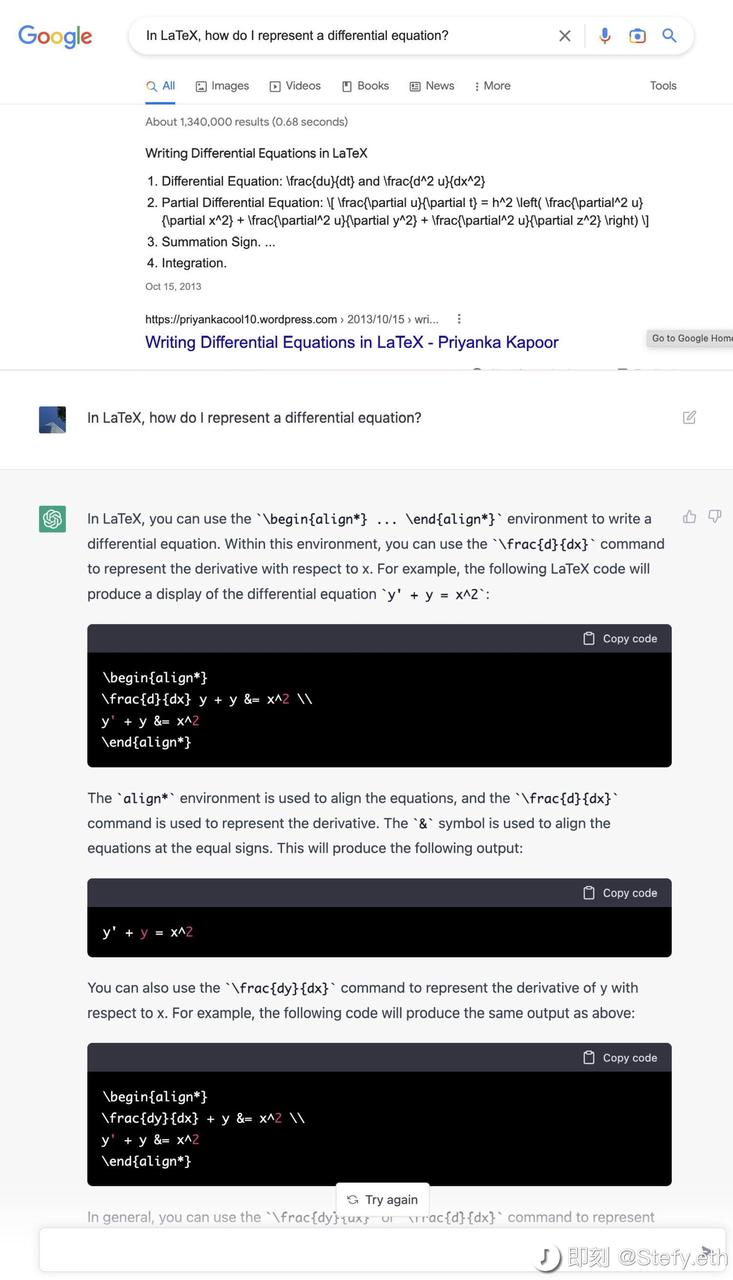 Google
In LaTeX, how do I represent a differential equation?
All Images Videos Books News More Tools
About 1,340,000 results (0.68 seconds)
Writing Differential Equations in LaTeX
1. Differential Equation: \frac{du}{dt} and \frac{d^2 u}{dx^2}
2. Partial Differential Equation: \[ \frac{\partial u}{\partial t} = h^2 \left( \frac{\partial^2 u}
{\partial x^2} + \frac{\partial^2 u}{\partial y^2} + \frac{\partial^2 u}{\partial z^2} \right) \]
3. Summation Sign. ...
4. Integration.
Oct 15, 2013
https://priyankacool10.wordpress.com › 2013/10/15 › wri...
Writing Differential Equations in LaTeX - Priyanka Kapoor
Go to Google Home
In LaTeX, how do I represent a differential equation?
In LaTeX, you can use the `\begin{align*} ... \end{align*}` environment to write a
differential equation. Within this environment, you can use the `\frac{d}{dx}` command
to represent the derivative with respect to x. For example, the following LaTeX code will
produce a display of the differential equation `y' + y = x^2`:
Copy code
\begin{align*}
\frac{d}{dx} y + y &= x^2 \\
y' + y &= x^2
\end{align*}
The `align*` environment is used to align the equations, and the `\frac{d}{dx}`
command is used to represent the derivative. The `&` symbol is used to align the
equations at the equal signs. This will produce the following output:
Copy code
y' + y = x^2
You can also use the `\frac{dy}{dx}` command to represent the derivative of y with
respect to x. For example, the following code will produce the same output as above:
Copy code
\begin{align*}
\frac{dy}{dx} + y &= x^2 \\
y' + y &= x^2
\end{align*}
Try again
In general, you can use the `\frac{dy}{dx}` or `\frac{d}{dx}` command to represent
即刻 @Stefy.eth